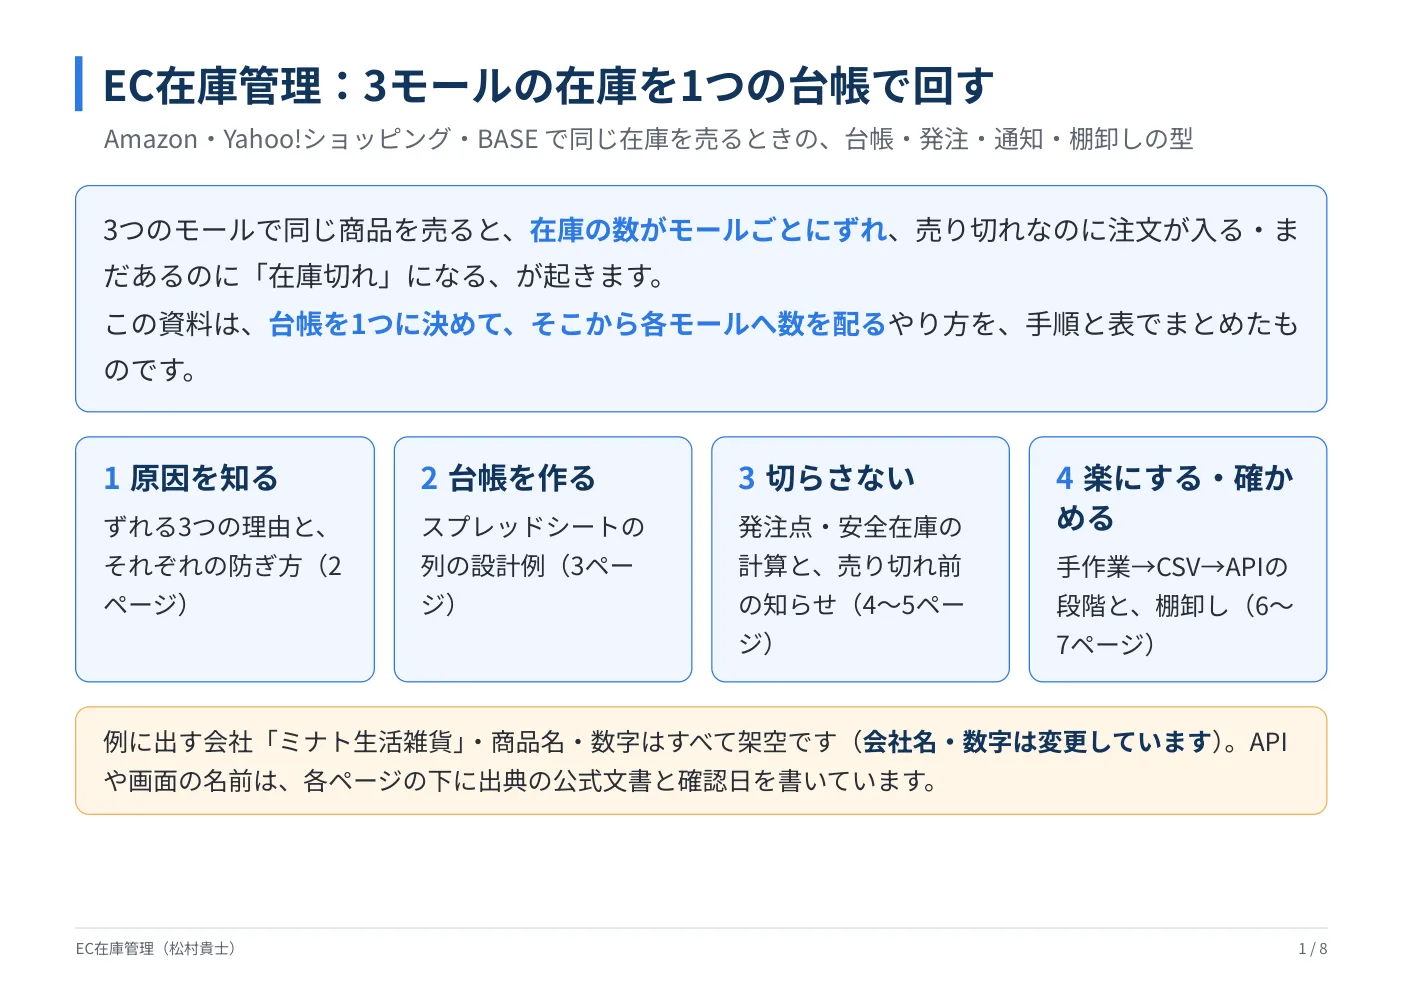 EC在庫管理：3モールの在庫を1つの台帳で回す
Amazon・Yahoo!ショッピング・BASE で同じ在庫を売るときの、台帳・発注・通知・棚卸しの型
3つのモールで同じ商品を売ると、在庫の数がモールごとにずれ、売り切れなのに注文が入る・ま
だあるのに「在庫切れ」になる、が起きます。
この資料は、台帳を1つに決めて、そこから各モールへ数を配るやり方を、手順と表でまとめたも
のです。
1 原因を知る
ずれる3つの理由と、
それぞれの防ぎ方（2
ページ）
2 台帳を作る
スプレッドシートの
列の設計例（3ペー
ジ）
3 切らさない
発注点・安全在庫の
計算と、売り切れ前
の知らせ（4〜5ペー
ジ）
4 楽にする・確か
める
手作業→CSV→APIの
段階と、棚卸し（6〜
7ページ）
例に出す会社「ミナト生活雑貨」・商品名・数字はすべて架空です（会社名・数字は変更しています）。API
や画面の名前は、各ページの下に出典の公式文書と確認日を書いています。
EC在庫管理（松村貴士）
1 / 8